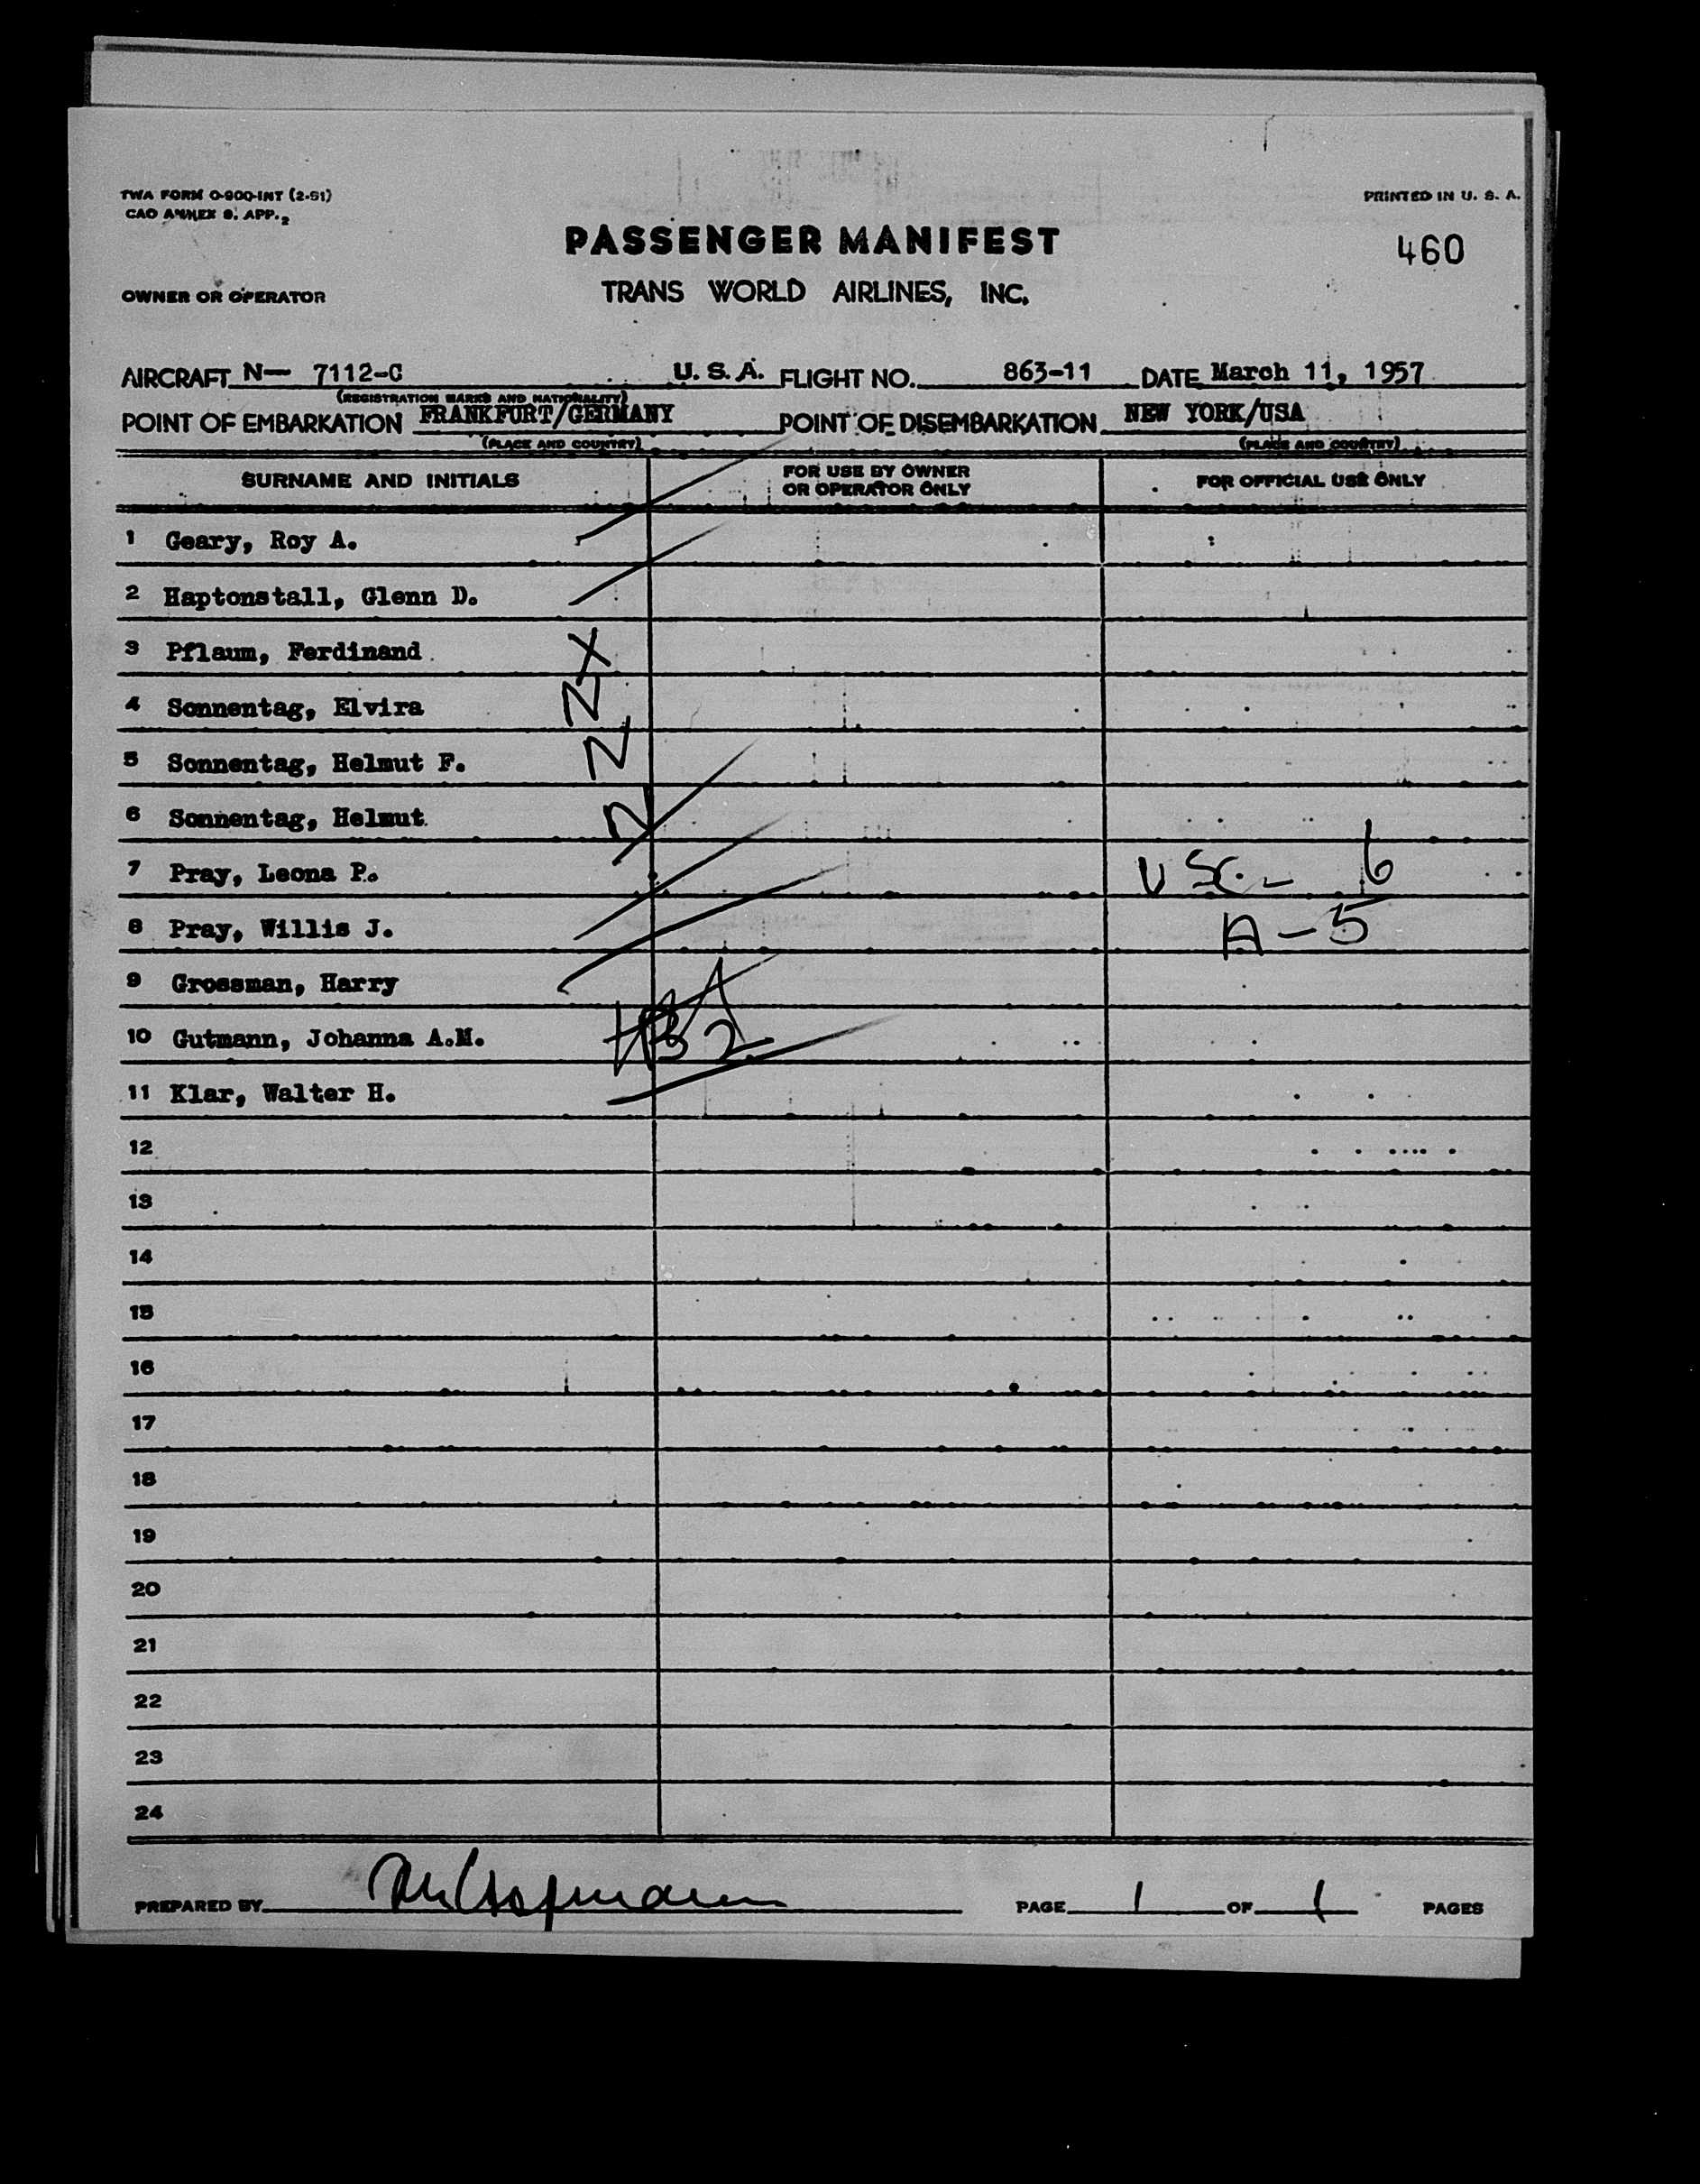 TWA FORM O-900-INT (2-51)
PRINTED IN U. S. A.
CAO ANNEX 9. APP. 2
PASSENGER MANIFEST
460
OWNER OR OPERATOR
TRANS WORLD AIRLINES, INC.
AIRCRAFT N— 7112-C U. S. A. FLIGHT NO. 863-11 DATE March 11, 1957
(REGISTRATION MARKS AND NATIONALITY)
POINT OF EMBARKATION FRANKFURT/GERMANY POINT OF DISEMBARKATION NEW YORK/USA
(PLACE AND COUNTRY) (PLACE AND COUNTRY)
SURNAME AND INITIALS FOR USE BY OWNER OR OPERATOR ONLY FOR OFFICIAL USE ONLY
1 Geary, Roy A.
2 Haptonstall, Glenn D.
3 Pflaum, Ferdinand X
4 Sonnentag, Elvira N
5 Sonnentag, Helmut F. N
6 Sonnentag, Helmut N
7 Pray, Leona P. USC - 6
8 Pray, Willis J. A-5
9 Grossman, Harry
10 Gutmann, Johanna A.M.
11 Klar, Walter H.
12
13
14
15
16
17
18
19
20
21
22
23
24
PREPARED BY PAGE 1 OF 1 PAGES